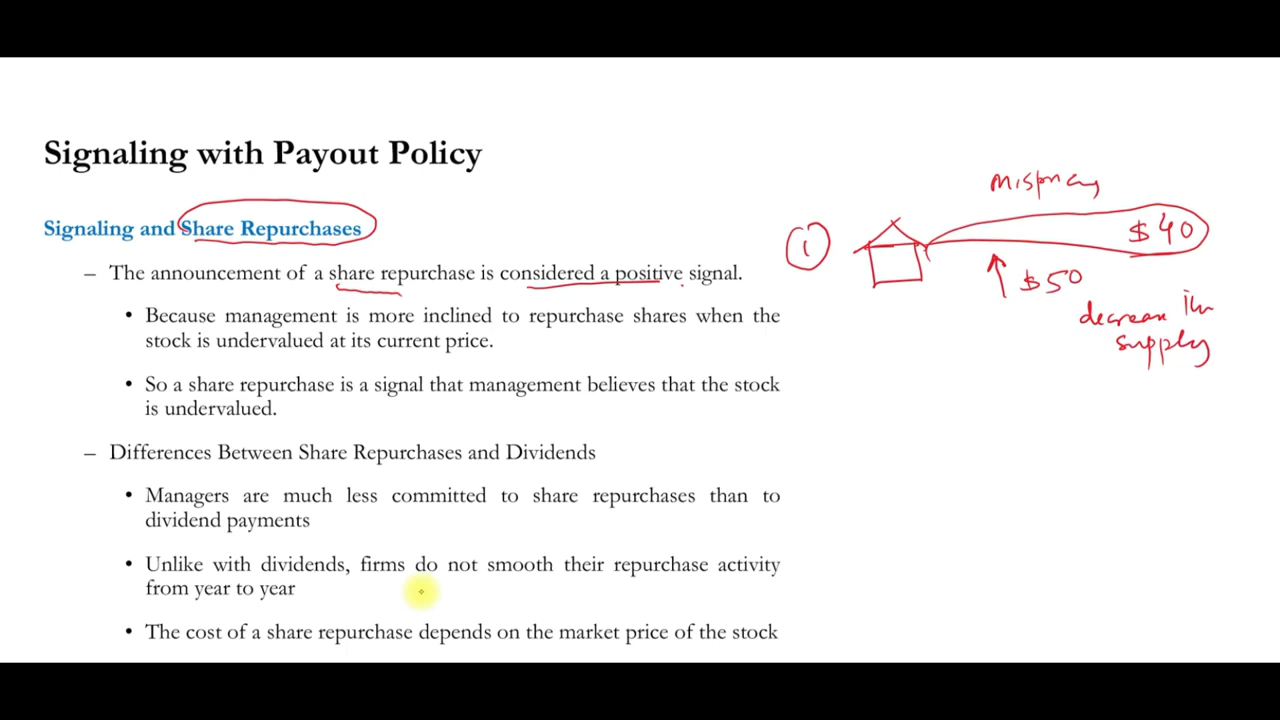 Signaling with Payout Policy
Signaling and Share Repurchases
– The announcement of a share repurchase is considered a positive signal.
• Because management is more inclined to repurchase shares when the
stock is undervalued at its current price.
• So a share repurchase is a signal that management believes that the stock
is undervalued.
– Differences Between Share Repurchases and Dividends
• Managers are much less committed to share repurchases than to
dividend payments
• Unlike with dividends, firms do not smooth their repurchase activity
from year to year
• The cost of a share repurchase depends on the market price of the stock
$40
$50
supply